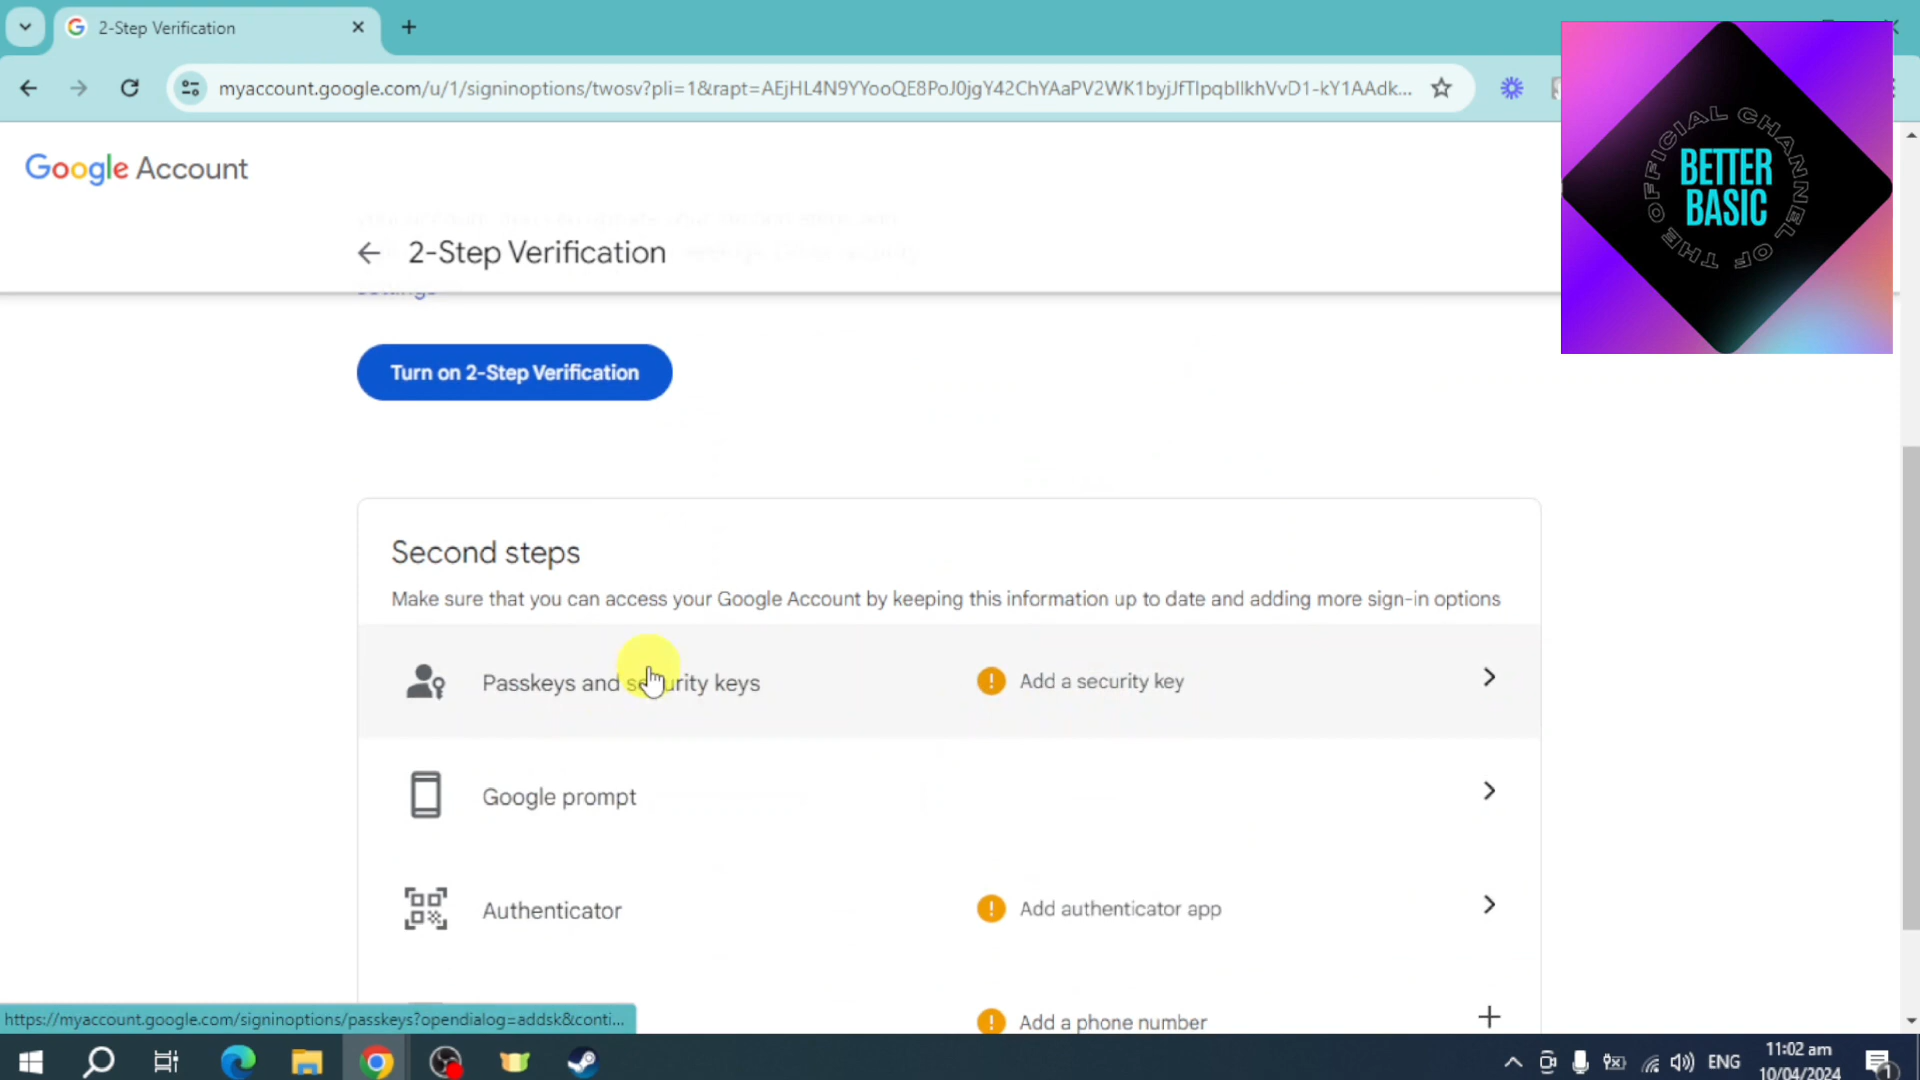 2-Step Verification
myaccount.google.com/u/1/signinoptions/twosv?pli=1&rapt=AEjHL4N9YYooQE8PoJ0jgY42ChYAaPV2WK1byjJfTlpqbllkhVvD1-kY1AAdk...
OFFICIAL CHANNEL OF THE
BETTER
BASIC
Google Account
2-Step Verification
settings
Turn on 2-Step Verification
Second steps
Make sure that you can access your Google Account by keeping this information up to date and adding more sign-in options
Passkeys and security keys
Add a security key
Google prompt
Authenticator
Add authenticator app
Add a phone number
https://myaccount.google.com/signinoptions/passkeys?opendialog=addsk&conti...
ENG
11:02 am
10/04/2024
1